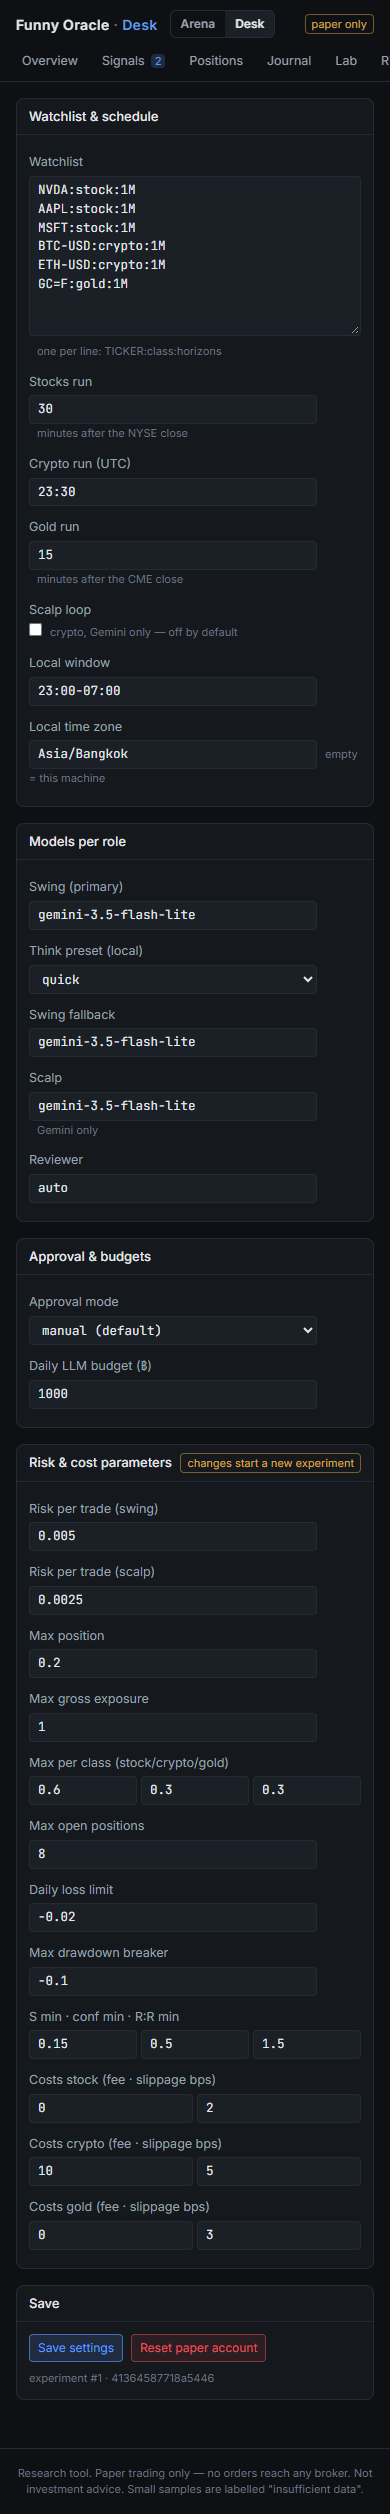 Funny Oracle · Desk Arena Desk paper only
Overview Signals 2 Positions Journal Lab R
Watchlist & schedule
Watchlist
NVDA:stock:1M
AAPL:stock:1M
MSFT:stock:1M
BTC-USD:crypto:1M
ETH-USD:crypto:1M
GC=F:gold:1M
one per line: TICKER:class:horizons
Stocks run
30
minutes after the NYSE close
Crypto run (UTC)
23:30
Gold run
15
minutes after the CME close
Scalp loop
crypto, Gemini only — off by default
Local window
23:00-07:00
Local time zone
Asia/Bangkok empty
= this machine
Models per role
Swing (primary)
gemini-3.5-flash-lite
Think preset (local)
quick
Swing fallback
gemini-3.5-flash-lite
Scalp
gemini-3.5-flash-lite
Gemini only
Reviewer
auto
Approval & budgets
Approval mode
manual (default)
Daily LLM budget (฿)
1000
Risk & cost parameters changes start a new experiment
Risk per trade (swing)
0.005
Risk per trade (scalp)
0.0025
Max position
0.2
Max gross exposure
1
Max per class (stock/crypto/gold)
0.6 0.3 0.3
Max open positions
8
Daily loss limit
-0.02
Max drawdown breaker
-0.1
S min · conf min · R:R min
0.15 0.5 1.5
Costs stock (fee · slippage bps)
0 2
Costs crypto (fee · slippage bps)
10 5
Costs gold (fee · slippage bps)
0 3
Save
Save settings Reset paper account
experiment #1 · 41364587718a5446
Research tool. Paper trading only — no orders reach any broker. Not
investment advice. Small samples are labelled "insufficient data".